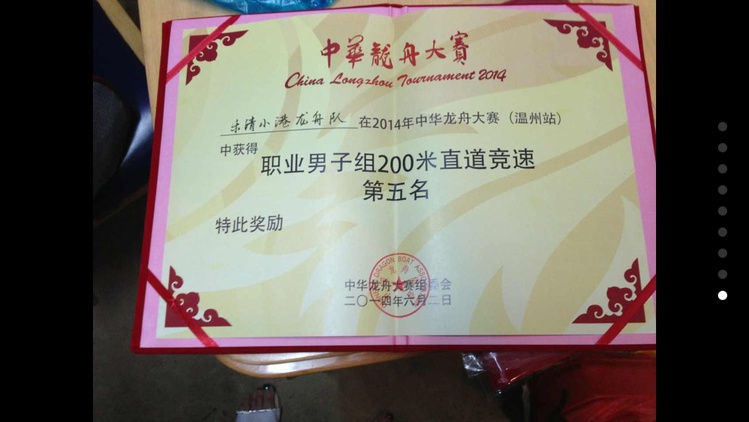 中華龍舟大賽
China Longzhou Tournament 2014
乐清小港龙舟队 在2014年中华龙舟大赛（温州站）
中获得
职业男子组200米直道竞速
第五名
特此奖励
DRAGON BOAT ASSO
中华龙舟大赛组委会
二〇一四年六月二日